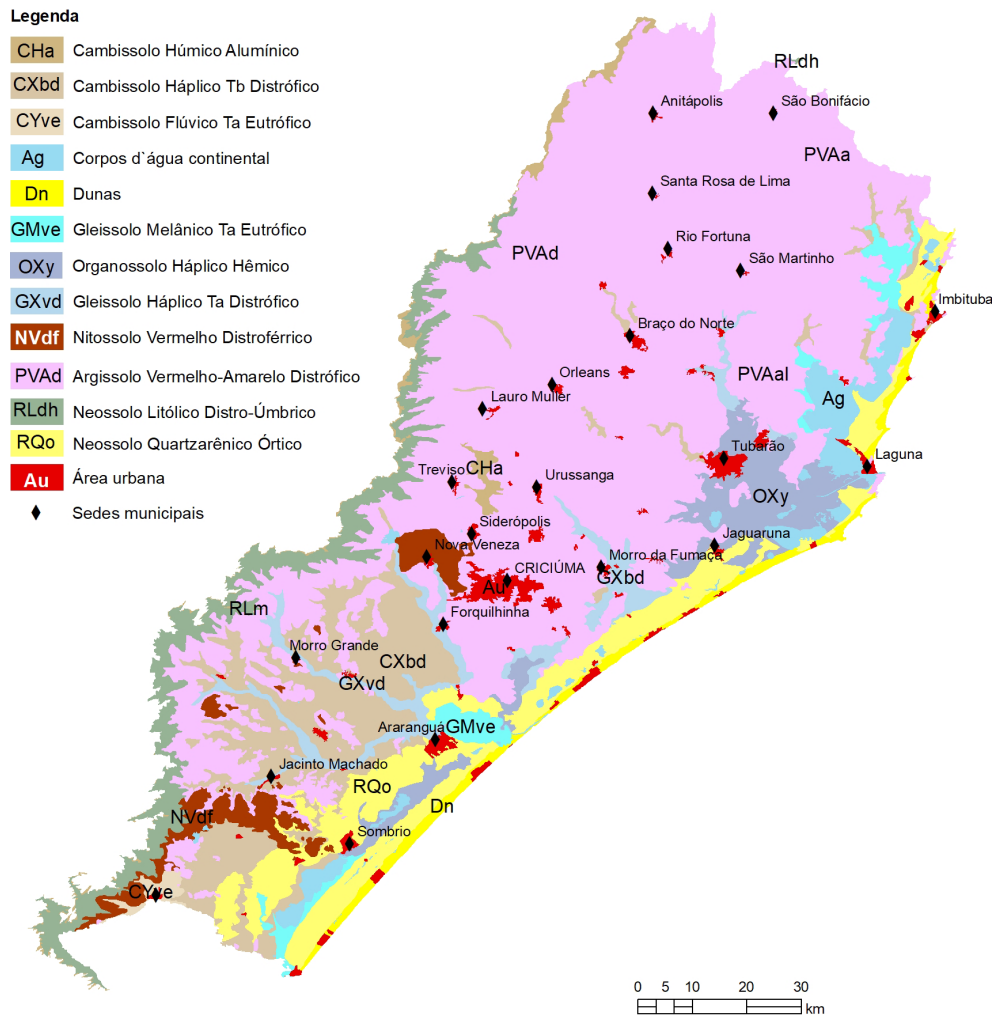 Legenda
CHa Cambissolo Húmico Alumínico
CXbd Cambissolo Háplico Tb Distrófico
CYve Cambissolo Flúvico Ta Eutrófico
Ag Corpos d`água continental
Dn Dunas
GMve Gleissolo Melânico Ta Eutrófico
OXy Organossolo Háplico Hêmico
GXvd Gleissolo Háplico Ta Distrófico
NVdf Nitossolo Vermelho Distroférrico
PVAd Argissolo Vermelho-Amarelo Distrófico
RLdh Neossolo Litólico Distro-Úmbrico
RQo Neossolo Quartzarênico Órtico
Au Área urbana
Sedes municipais
RLdh
Anitápolis
São Bonifácio
PVAa
Santa Rosa de Lima
Rio Fortuna
PVAd
São Martinho
Imbituba
Braço do Norte
Orleans
PVAal
Lauro Muller
Ag
Tubarão
Laguna
Treviso
CHa
Urussanga
OXy
Siderópolis
Jaguaruna
Nova Veneza
Morro da Fumaça
CRICIÚMA
GXbd
Au
RLm
Forquilhinha
Morro Grande
CXbd
GXvd
Araranguá
GMve
Jacinto Machado
RQo
Dn
NVdf
Sombrio
CYve
0 5 10 20 30
km